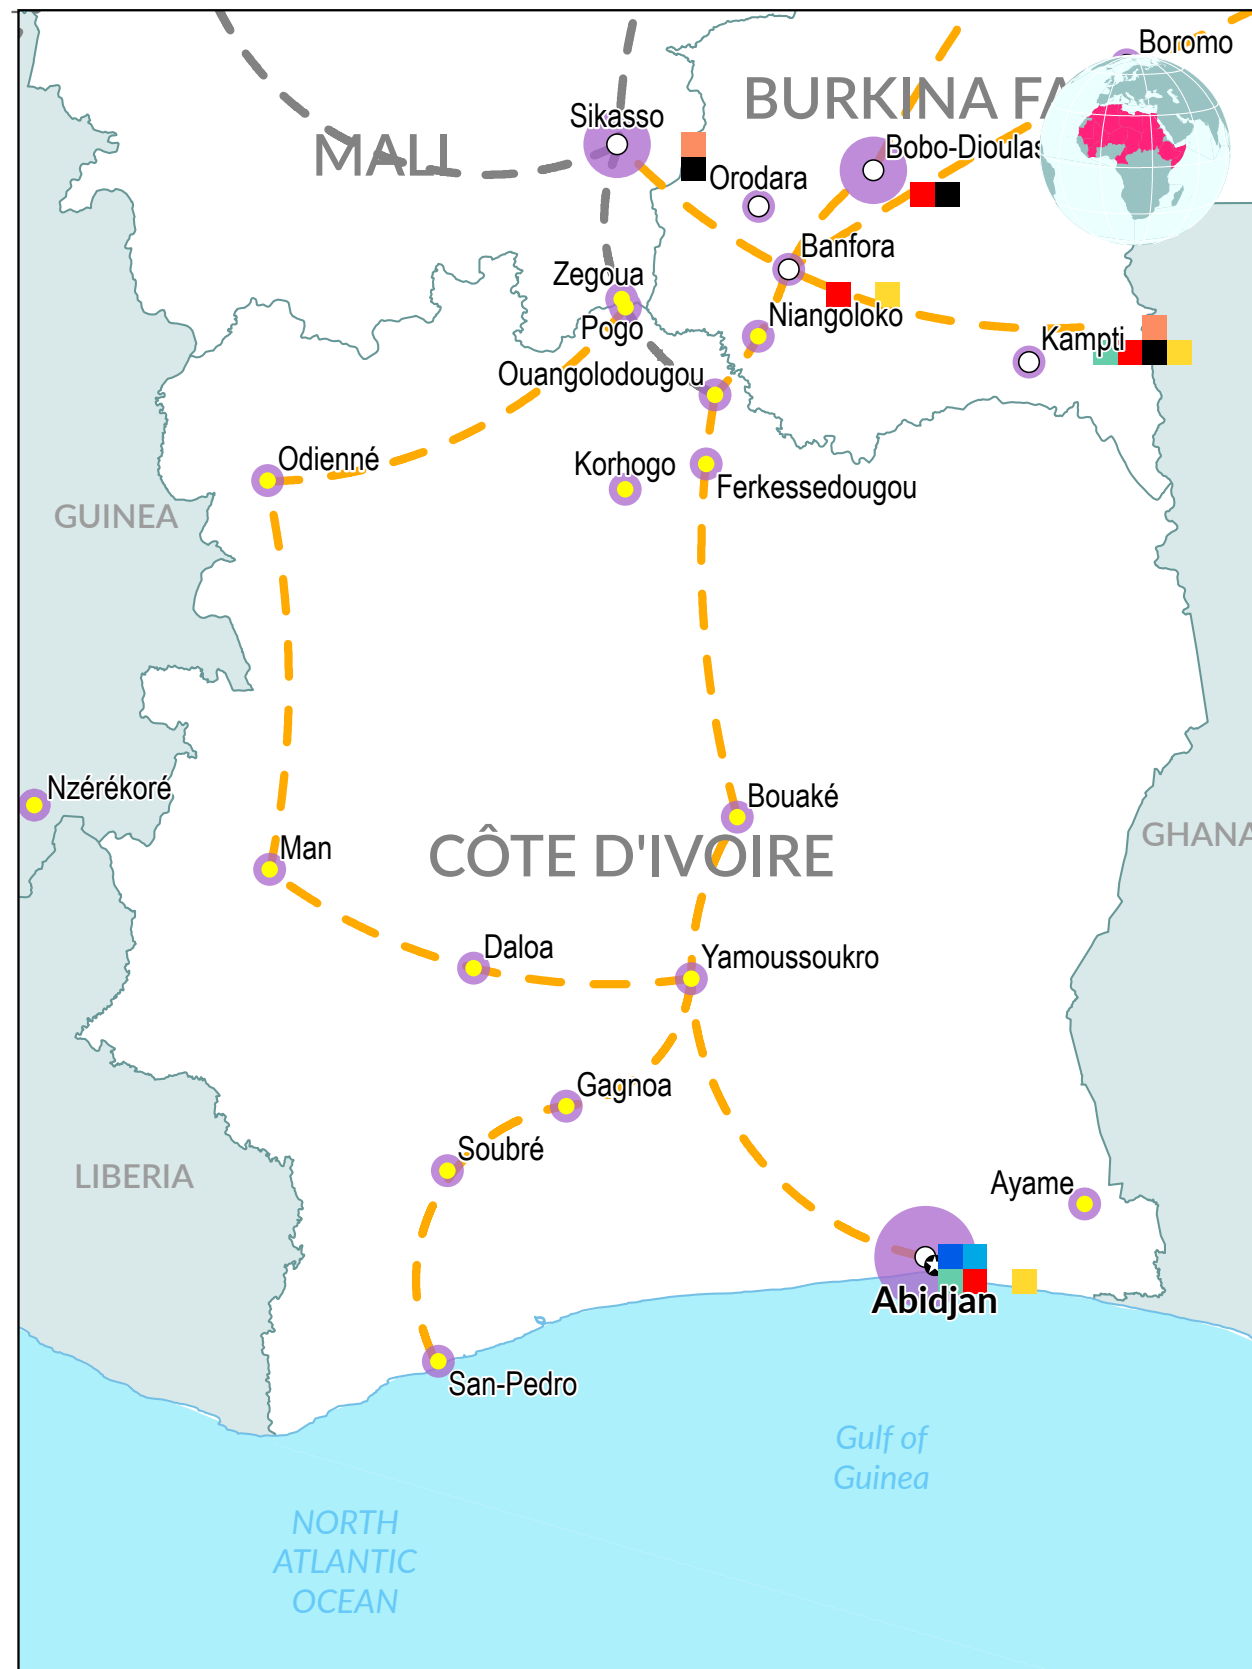 Boromo
BURKINA FA
Sikasso
MALI
Bobo-Dioulas
Orodara
Banfora
Zegoua
Pogo
Niangoloko
Kampti
Ouangolodougou
Odienné
Korhogo
Ferkessedougou
GUINEA
Nzérékoré
Bouaké
GHANA
Man
CÔTE D'IVOIRE
Daloa
Yamoussoukro
Gagnoa
Soubré
LIBERIA
Ayame
Abidjan
San-Pedro
Gulf of
Guinea
NORTH
ATLANTIC
OCEAN